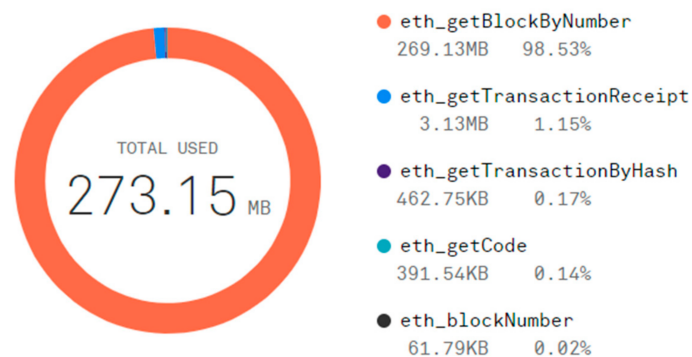 TOTAL USED
273.15 MB
eth_getBlockByNumber
269.13MB 98.53%
eth_getTransactionReceipt
3.13MB 1.15%
eth_getTransactionByHash
462.75KB 0.17%
eth_getCode
391.54KB 0.14%
eth_blockNumber
61.79KB 0.02%